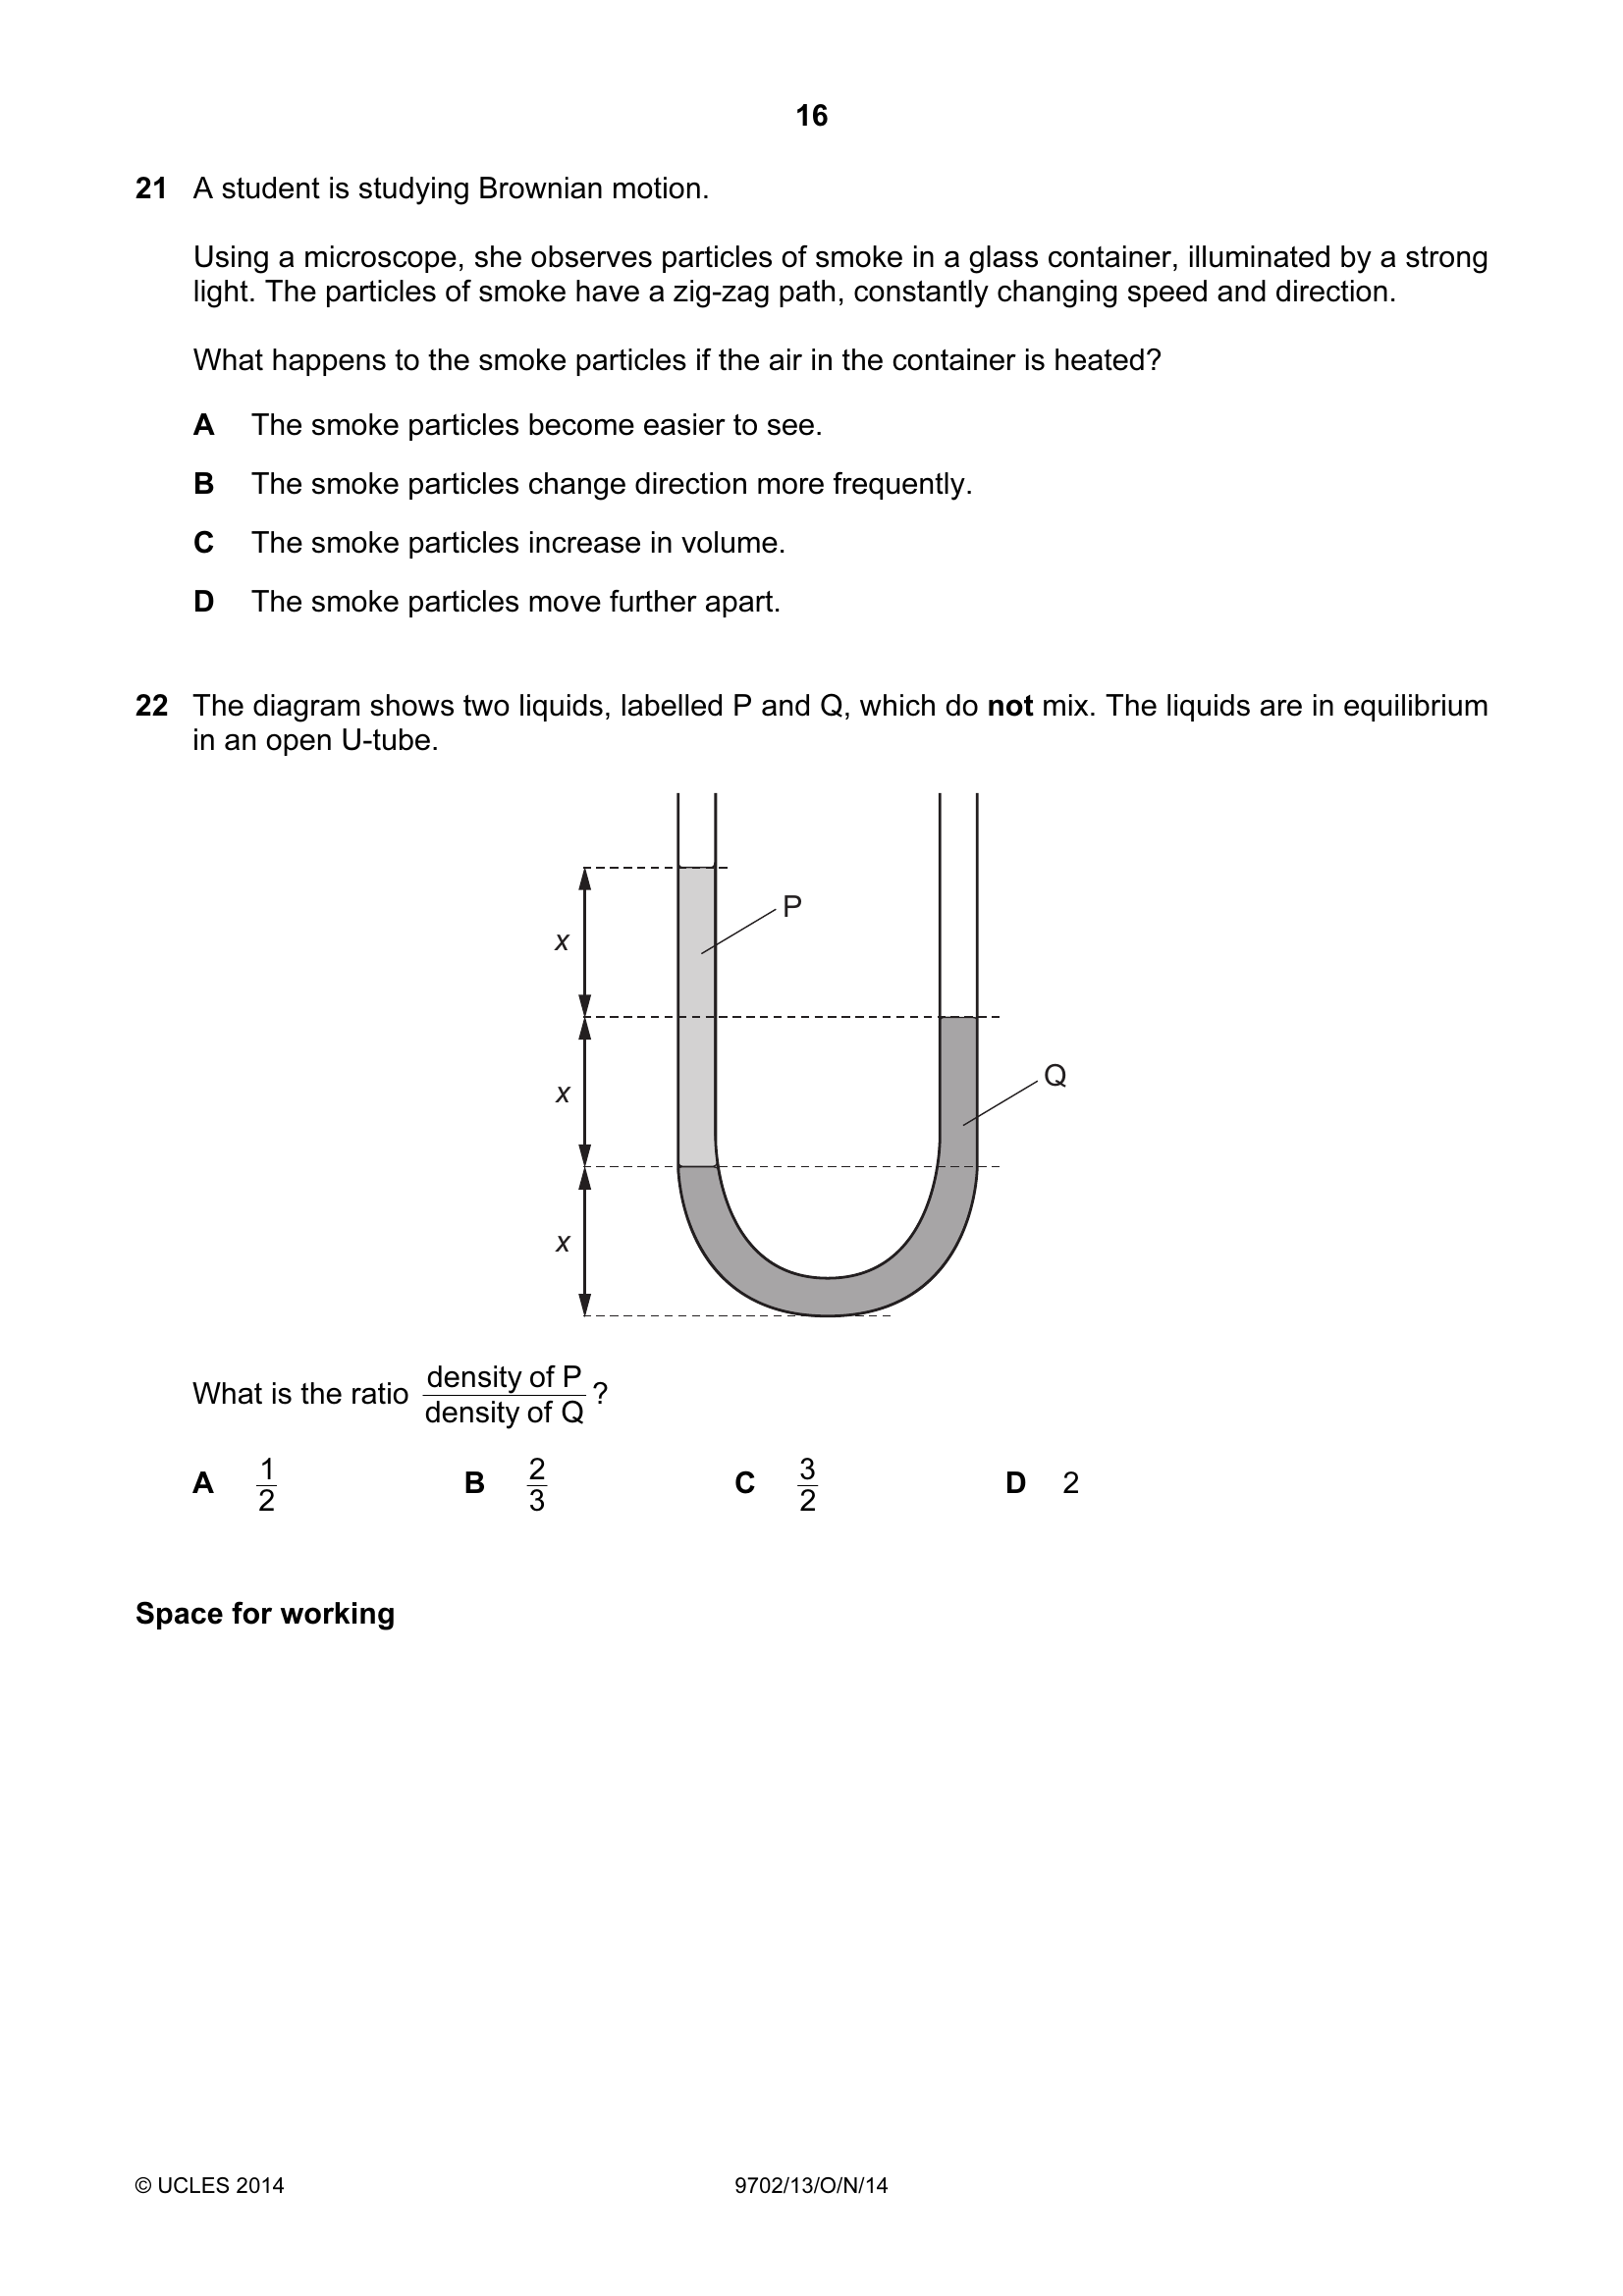 16
21 A student is studying Brownian motion.
Using a microscope, she observes particles of smoke in a glass container, illuminated by a strong
light. The particles of smoke have a zig-zag path, constantly changing speed and direction.
What happens to the smoke particles if the air in the container is heated?
A The smoke particles become easier to see.
B The smoke particles change direction more frequently.
C The smoke particles increase in volume.
D The smoke particles move further apart.
22 The diagram shows two liquids, labelled P and Q, which do not mix. The liquids are in equilibrium
in an open U-tube.
P
x
Q
x
x
What is the ratio density of P / density of Q ?
A 1/2 B 2/3 C 3/2 D 2
Space for working
© UCLES 2014 9702/13/O/N/14